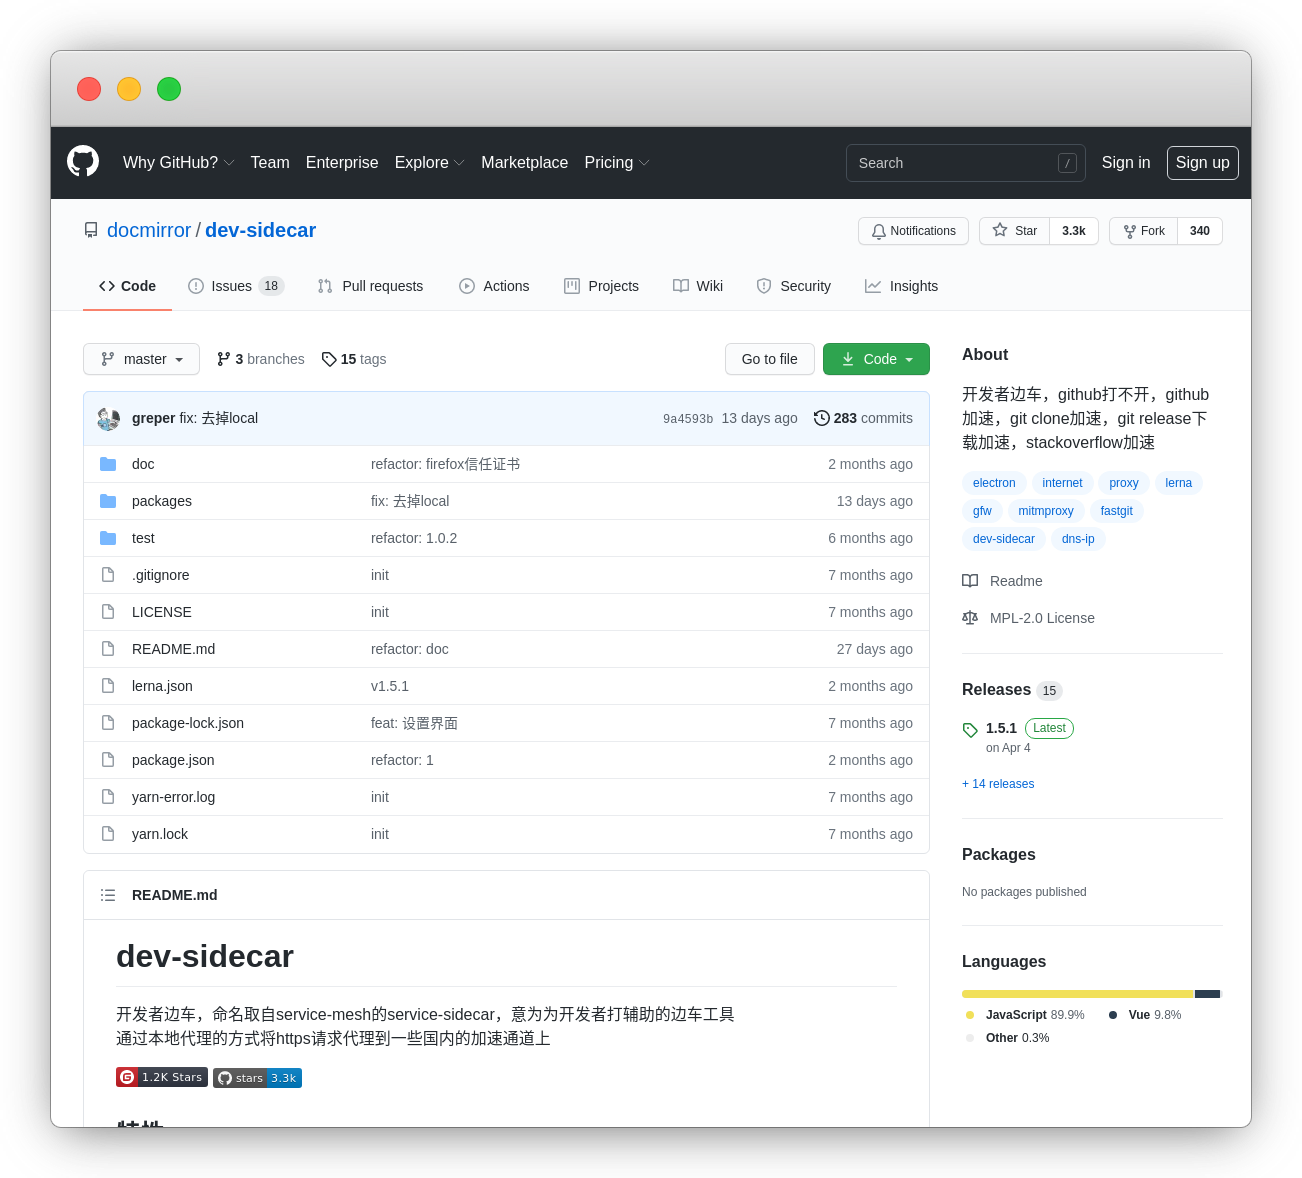 Why GitHub? Team Enterprise Explore Marketplace Pricing Search / Sign in Sign up
docmirror / dev-sidecar Notifications Star 3.3k Fork 340
Code Issues 18 Pull requests Actions Projects Wiki Security Insights
master 3 branches 15 tags Go to file Code
greper fix: 去掉local 9a4593b 13 days ago 283 commits
doc refactor: firefox信任证书 2 months ago
packages fix: 去掉local 13 days ago
test refactor: 1.0.2 6 months ago
.gitignore init 7 months ago
LICENSE init 7 months ago
README.md refactor: doc 27 days ago
lerna.json v1.5.1 2 months ago
package-lock.json feat: 设置界面 7 months ago
package.json refactor: 1 2 months ago
yarn-error.log init 7 months ago
yarn.lock init 7 months ago
README.md
dev-sidecar
开发者边车，命名取自service-mesh的service-sidecar，意为为开发者打辅助的边车工具
通过本地代理的方式将https请求代理到一些国内的加速通道上
G 1.2K Stars stars 3.3k
About
开发者边车，github打不开，github
加速，git clone加速，git release下
载加速，stackoverflow加速
electron internet proxy lerna
gfw mitmproxy fastgit
dev-sidecar dns-ip
Readme
MPL-2.0 License
Releases 15
1.5.1 Latest
on Apr 4
+ 14 releases
Packages
No packages published
Languages
JavaScript 89.9% Vue 9.8%
Other 0.3%